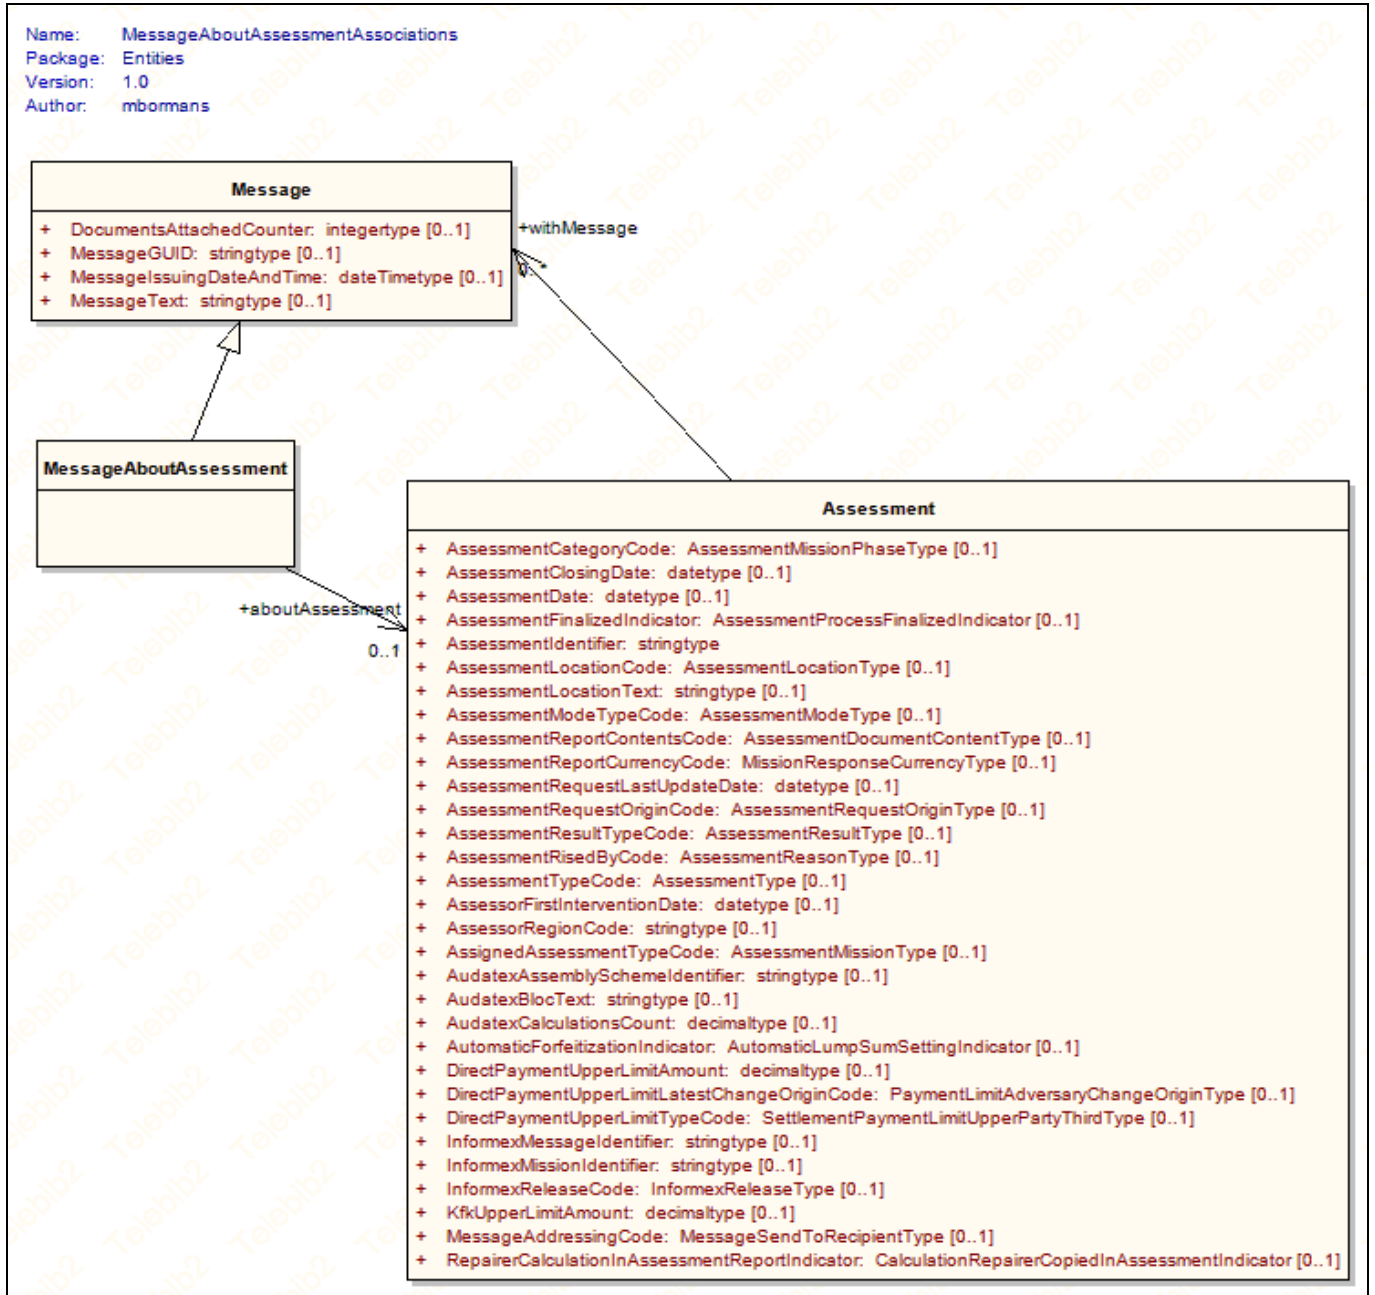 Name: MessageAboutAssessmentAssociations
Package: Entities
Version: 1.0
Author: mbormans
Message
+ DocumentsAttachedCounter: integertype [0..1]
+ MessageGUID: stringtype [0..1]
+ MessageIssuingDateAndTime: dateTimetype [0..1]
+ MessageText: stringtype [0..1]
+withMessage
0..*
MessageAboutAssessment
+aboutAssessment
0..1
Assessment
+ AssessmentCategoryCode: AssessmentMissionPhaseType [0..1]
+ AssessmentClosingDate: datetype [0..1]
+ AssessmentDate: datetype [0..1]
+ AssessmentFinalizedIndicator: AssessmentProcessFinalizedIndicator [0..1]
+ AssessmentIdentifier: stringtype
+ AssessmentLocationCode: AssessmentLocationType [0..1]
+ AssessmentLocationText: stringtype [0..1]
+ AssessmentModeTypeCode: AssessmentModeType [0..1]
+ AssessmentReportContentsCode: AssessmentDocumentContentType [0..1]
+ AssessmentReportCurrencyCode: MissionResponseCurrencyType [0..1]
+ AssessmentRequestLastUpdateDate: datetype [0..1]
+ AssessmentRequestOriginCode: AssessmentRequestOriginType [0..1]
+ AssessmentResultTypeCode: AssessmentResultType [0..1]
+ AssessmentRisedByCode: AssessmentReasonType [0..1]
+ AssessmentTypeCode: AssessmentType [0..1]
+ AssessorFirstInterventionDate: datetype [0..1]
+ AssessorRegionCode: stringtype [0..1]
+ AssignedAssessmentTypeCode: AssessmentMissionType [0..1]
+ AudatexAssemblySchemeIdentifier: stringtype [0..1]
+ AudatexBlocText: stringtype [0..1]
+ AudatexCalculationsCount: decimaltype [0..1]
+ AutomaticForfeitizationIndicator: AutomaticLumpSumSettingIndicator [0..1]
+ DirectPaymentUpperLimitAmount: decimaltype [0..1]
+ DirectPaymentUpperLimitLatestChangeOriginCode: PaymentLimitAdversaryChangeOriginType [0..1]
+ DirectPaymentUpperLimitTypeCode: SettlementPaymentLimitUpperPartyThirdType [0..1]
+ InformexMessageIdentifier: stringtype [0..1]
+ InformexMissionIdentifier: stringtype [0..1]
+ InformexReleaseCode: InformexReleaseType [0..1]
+ KfkUpperLimitAmount: decimaltype [0..1]
+ MessageAddressingCode: MessageSendToRecipientType [0..1]
+ RepairerCalculationInAssessmentReportIndicator: CalculationRepairerCopiedInAssessmentIndicator [0..1]